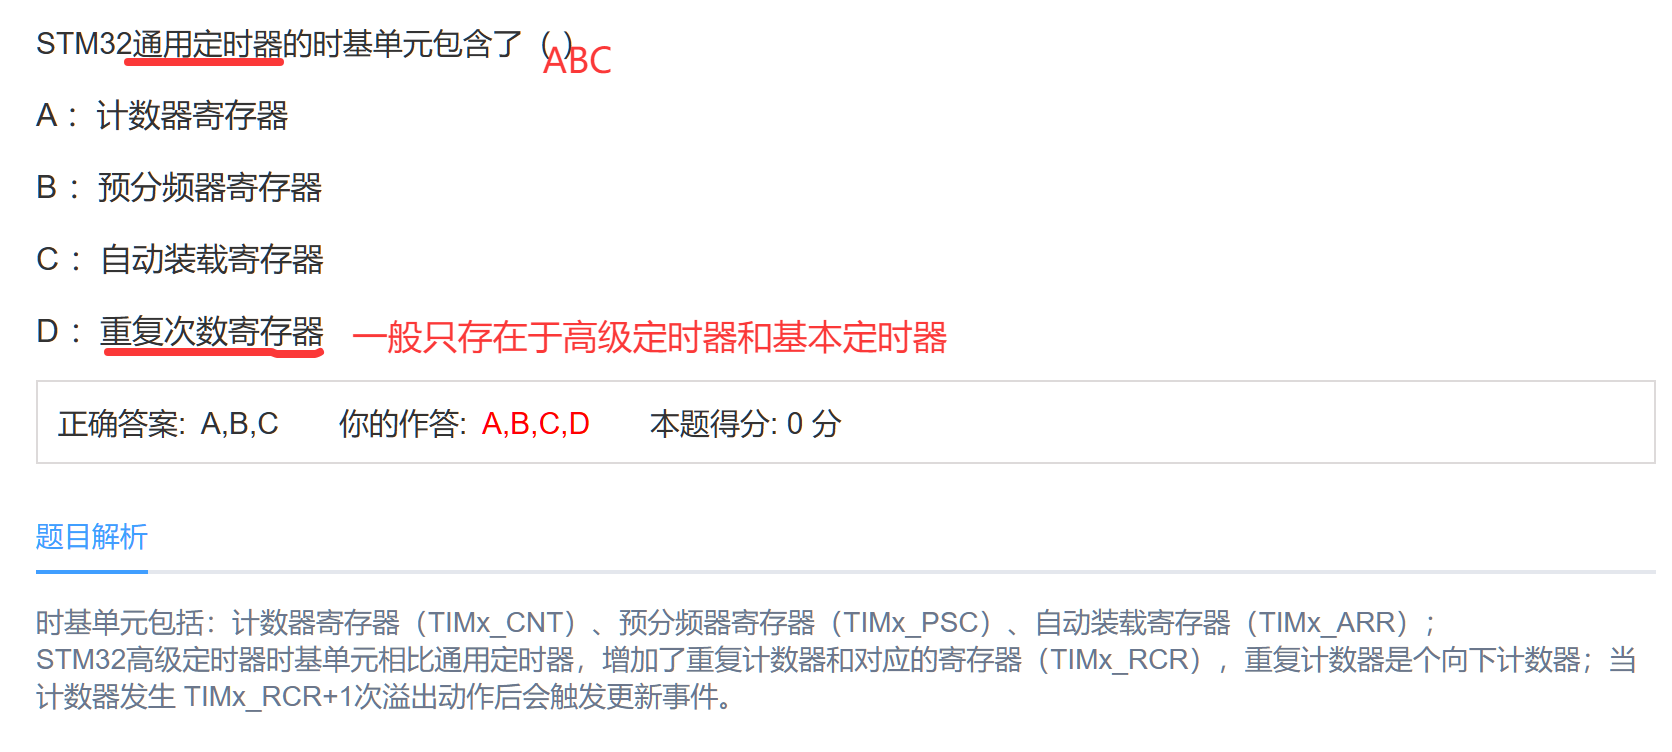 STM32通用定时器的时基单元包含了（ ）
ABC
A： 计数器寄存器
B： 预分频器寄存器
C： 自动装载寄存器
D： 重复次数寄存器 一般只存在于高级定时器和基本定时器
正确答案: A,B,C 你的作答: A,B,C,D 本题得分: 0 分
题目解析
时基单元包括：计数器寄存器（TIMx_CNT）、预分频器寄存器（TIMx_PSC）、自动装载寄存器（TIMx_ARR）；
STM32高级定时器时基单元相比通用定时器，增加了重复计数器和对应的寄存器（TIMx_RCR），重复计数器是个向下计数器；当
计数器发生 TIMx_RCR+1次溢出动作后会触发更新事件。